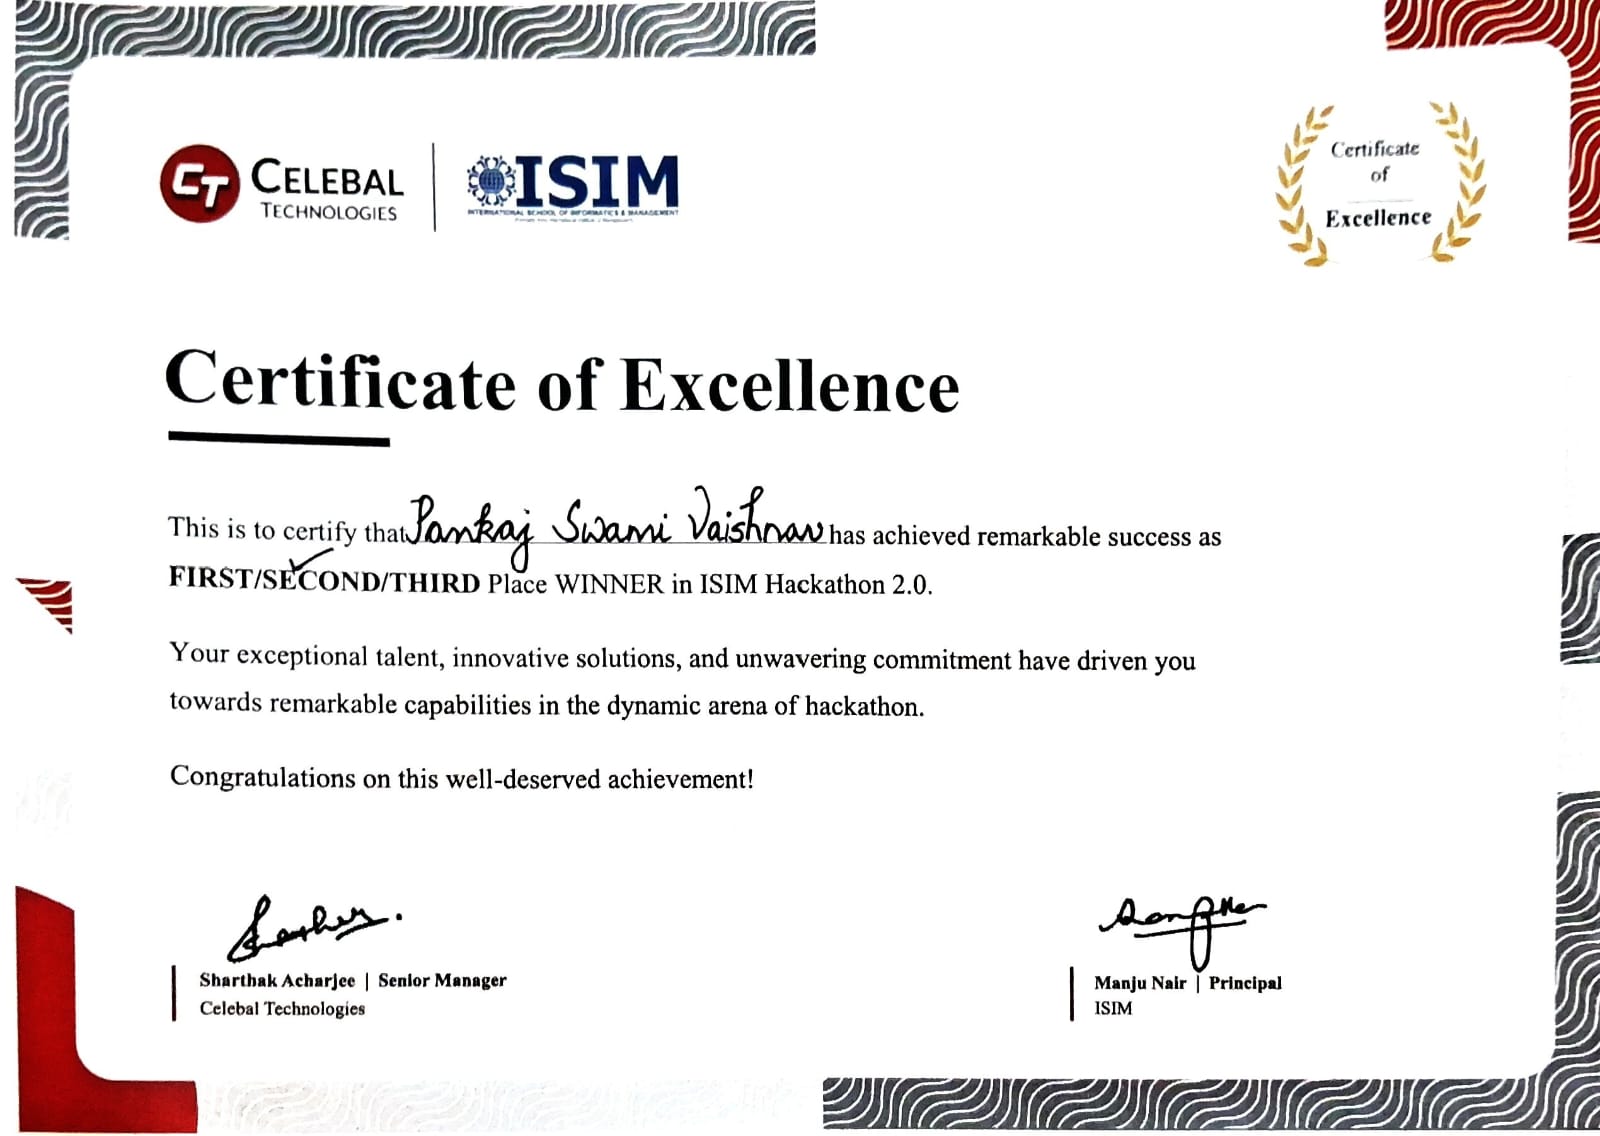 CT CELEBAL
TECHNOLOGIES
ISIM
INTERNATIONAL SCHOOL OF INFORMATICS & MANAGEMENT
Certificate
of
Excellence
Certificate of Excellence
This is to certify that Pankaj Swami Vaishnav has achieved remarkable success as
FIRST/SECOND/THIRD Place WINNER in ISIM Hackathon 2.0.
Your exceptional talent, innovative solutions, and unwavering commitment have driven you
towards remarkable capabilities in the dynamic arena of hackathon.
Congratulations on this well-deserved achievement!
Sharthak Acharjee | Senior Manager
Celebal Technologies
Manju Nair | Principal
ISIM